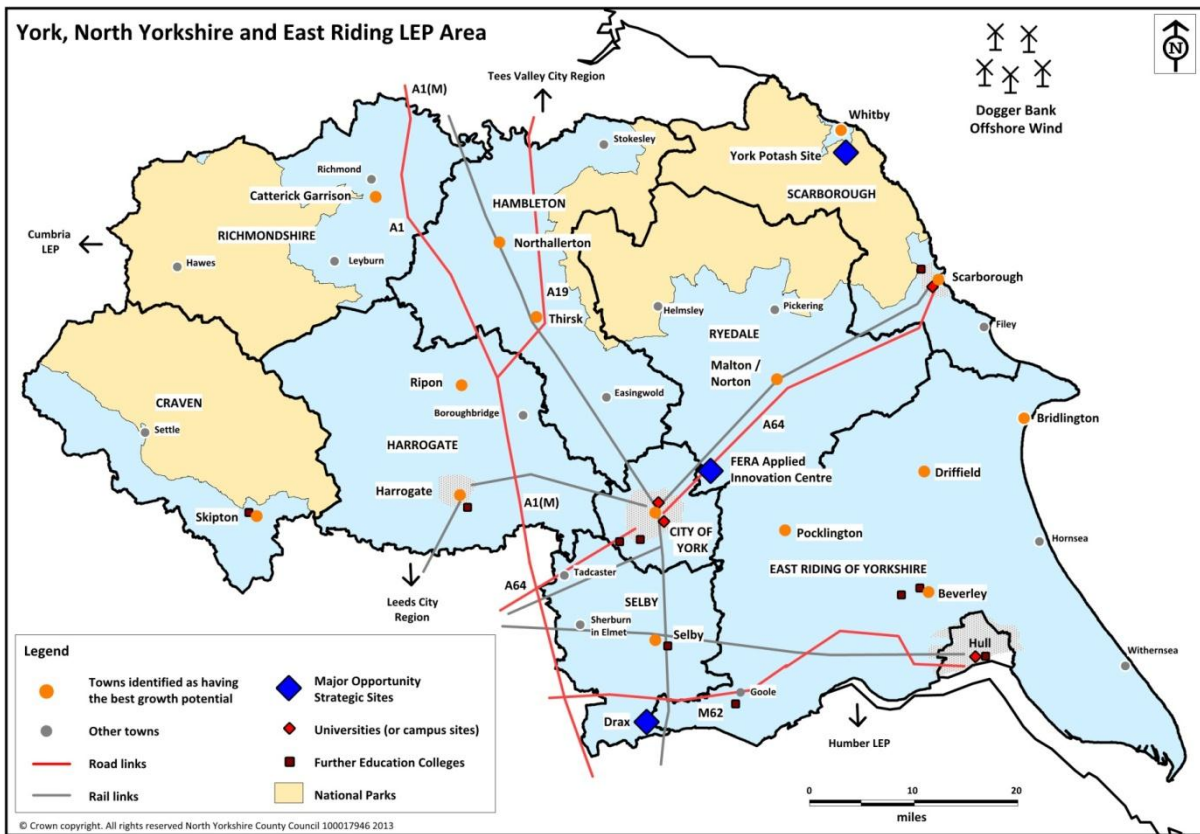 York, North Yorkshire and East Riding LEP Area
N
Tees Valley City
Region
A1(M)
Dogger Bank
Offshore Wind
Whitby
Stokesley
York Potash Site
Richmond
SCARBOROUGH
Catterick Garrison
HAMBLETON
Cumbria
LEP
RICHMONDSHIRE
A1
Northallerton
Hawes
Leyburn
Scarborough
A19
Thirsk
Helmsley
Pickering
Filey
RYEDALE
Malton /
Norton
Ripon
Easingwold
CRAVEN
Boroughbridge
Bridlington
Settle
HARROGATE
A64
FERA Applied
Innovation Centre
Driffield
Harrogate
A1(M)
Skipton
CITY OF
YORK
Pocklington
Hornsea
Tadcaster
EAST RIDING OF YORKSHIRE
A64
Beverley
Leeds City
Region
SELBY
Sherburn
in Elmet
Selby
Hull
Withernsea
Goole
M62
Drax
Humber LEP
Legend
Towns identified as having
the best growth potential
Major Opportunity
Strategic Sites
Other towns
Universities (or campus sites)
Road links
Further Education Colleges
Rail links
National Parks
0 10 20
miles
© Crown copyright. All rights reserved North Yorkshire County Council 100017946 2013